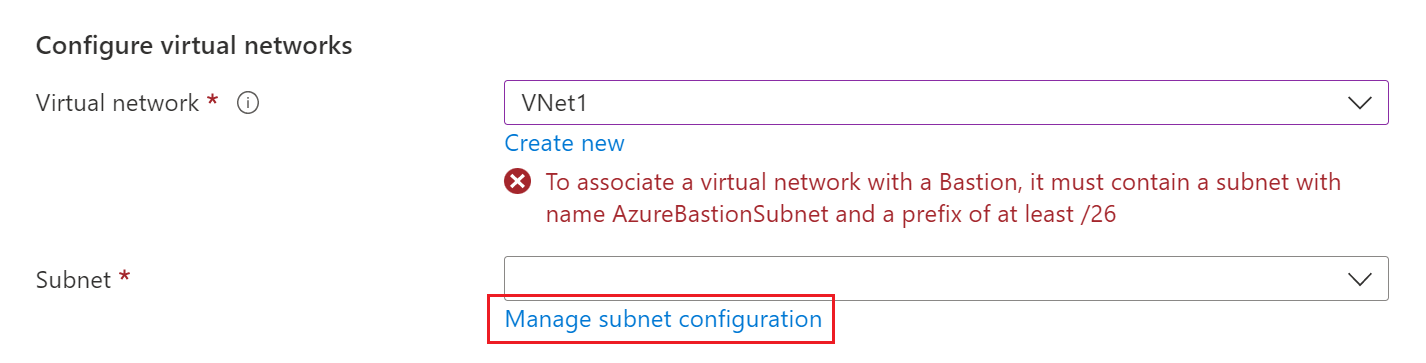 Configure virtual networks
Virtual network *
VNet1
Create new
To associate a virtual network with a Bastion, it must contain a subnet with
name AzureBastionSubnet and a prefix of at least /26
Subnet *
Manage subnet configuration